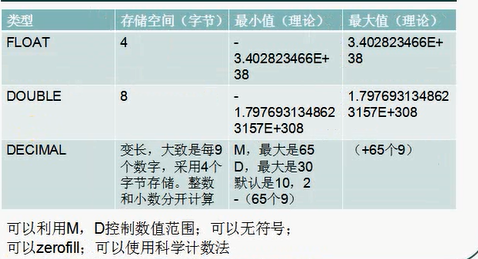 类型 存储空间（字节） 最小值（理论） 最大值（理论）
FLOAT 4 - 3.402823466E+
3.402823466E+ 38
38
DOUBLE 8 - 1.797693134862
1.797693134862 3157E+308
3157E+308
DECIMAL 变长，大致是每9 M，最大是65 （+65个9）
个数字，采用4个 D，最大是30
字节存储。整数 默认是10，2
和小数分开计算 -（65个9）
可以利用M，D控制数值范围；可以无符号；
可以zerofill；可以使用科学计数法